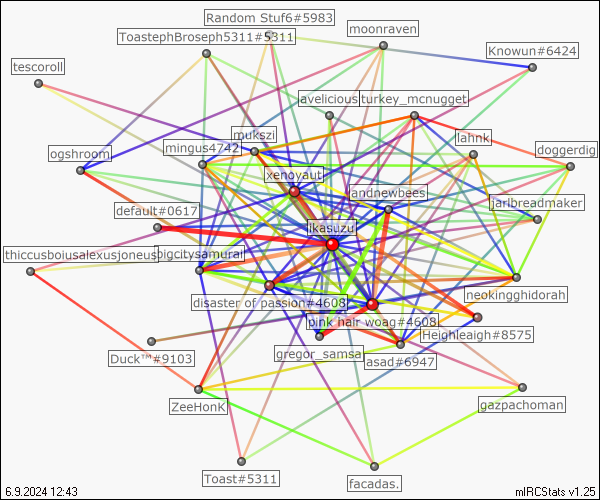 Random Stuf6#5983
moonraven.
ToastephBroseph5311#5311
Knowun#6424
tescoroll
javelicious
turkey_mcnugget
mukszi
lahnk
mingus4742
doggerdig
ogshroom
xenoyaut
andnewbees
jarlbreadmaker
default#0617
ikasuzu
thiccusboiusalexusjoneus
bigcitysamurai
neokingghidorah
disaster of passion#4608
pink hair woag#4608
Heighleaigh#8575
Duck™#9103
gregor_samsa
asad#6947
ZeeHonK
gazpachoman
Toast#5311
facadas.
6.9.2024 12:43
mIRCStats v1.25